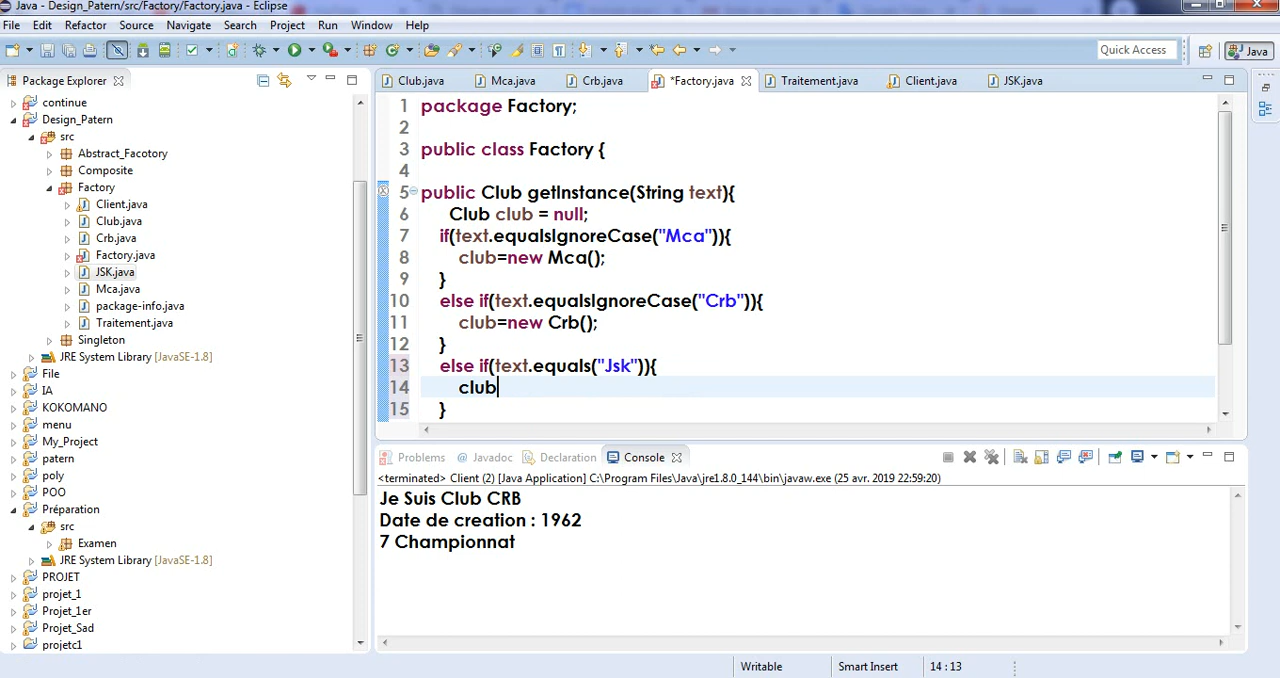 Java - Design_Patern/src/Factory/Factory.java - Eclipse
File Edit Refactor Source Navigate Search Project Run Window Help
Quick Access
Java
Package Explorer
Club.java Mca.java Crb.java *Factory.java Traitement.java Client.java JSK.java
continue
Design_Patern
src
Abstract_Facotory
Composite
Factory
Client.java
Club.java
Crb.java
Factory.java
JSK.java
Mca.java
package-info.java
Traitement.java
Singleton
JRE System Library [JavaSE-1.8]
File
IA
KOKOMANO
menu
My_Project
patern
poly
POO
Préparation
src
Examen
JRE System Library [JavaSE-1.8]
PROJET
projet_1
Projet_1er
Projet_Sad
projetc1
1 package Factory;
2
3 public class Factory {
4
5 public Club getInstance(String text){
6 Club club = null;
7 if(text.equalsIgnoreCase("Mca")){
8 club=new Mca();
9 }
10 else if(text.equalsIgnoreCase("Crb")){
11 club=new Crb();
12 }
13 else if(text.equals("Jsk")){
14 club
15 }
Problems @ Javadoc Declaration Console
<terminated> Client (2) [Java Application] C:\Program Files\Java\jre1.8.0_144\bin\javaw.exe (25 avr. 2019 22:59:20)
Je Suis Club CRB
Date de creation : 1962
7 Championnat
Writable Smart Insert 14 : 13